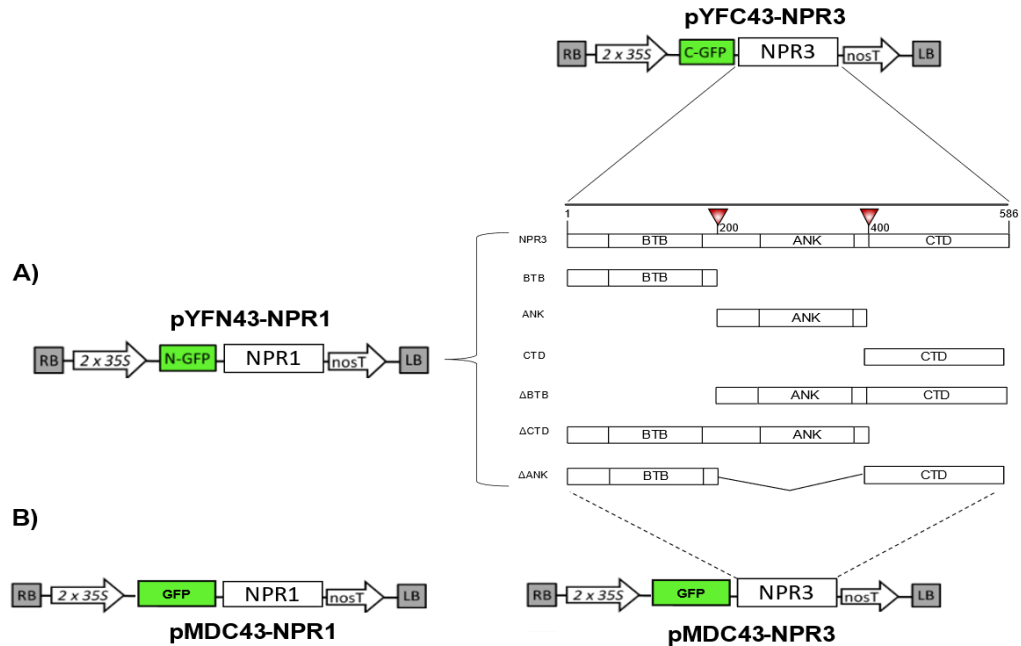 pYFC43-NPR3
RB 2 x 35S C-GFP NPR3 nosT LB
1 200 400 586
NPR3 BTB ANK CTD
BTB BTB
A)
ANK ANK
pYFN43-NPR1
RB 2 x 35S N-GFP NPR1 nosT LB
CTD CTD
ΔBTB ANK CTD
ΔCTD BTB ANK
ΔANK BTB CTD
B)
RB 2 x 35S GFP NPR1 nosT LB
pMDC43-NPR1
RB 2 x 35S GFP NPR3 nosT LB
pMDC43-NPR3